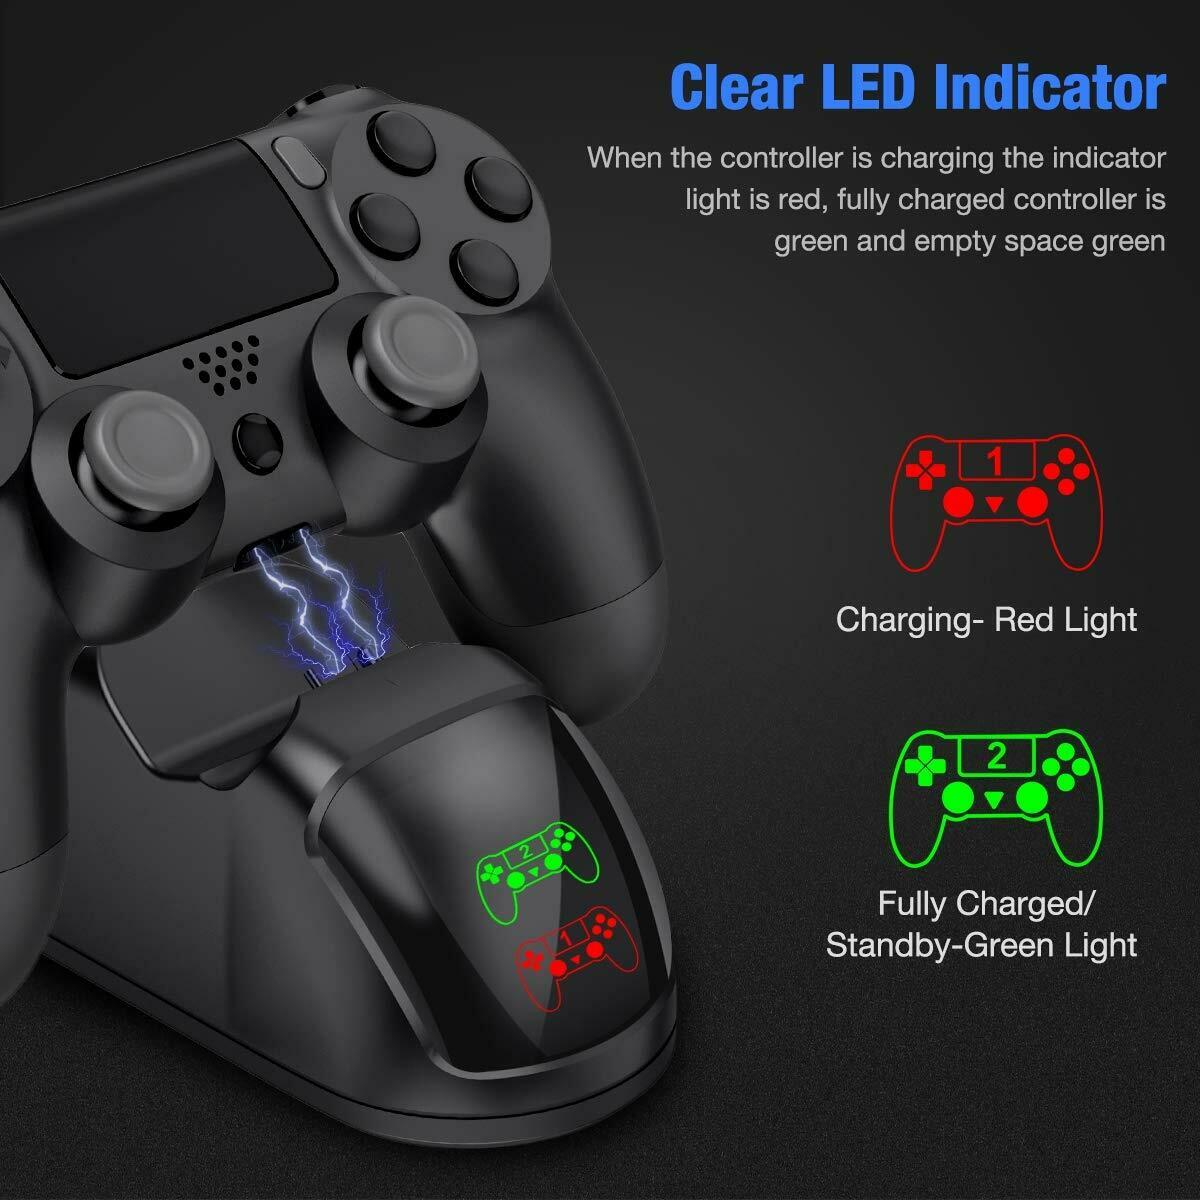 Clear LED Indicator
When the controller is charging the indicator
light is red, fully charged controller is
green and empty space green
1
Charging- Red Light
2
Fully Charged/
Standby-Green Light
2
1